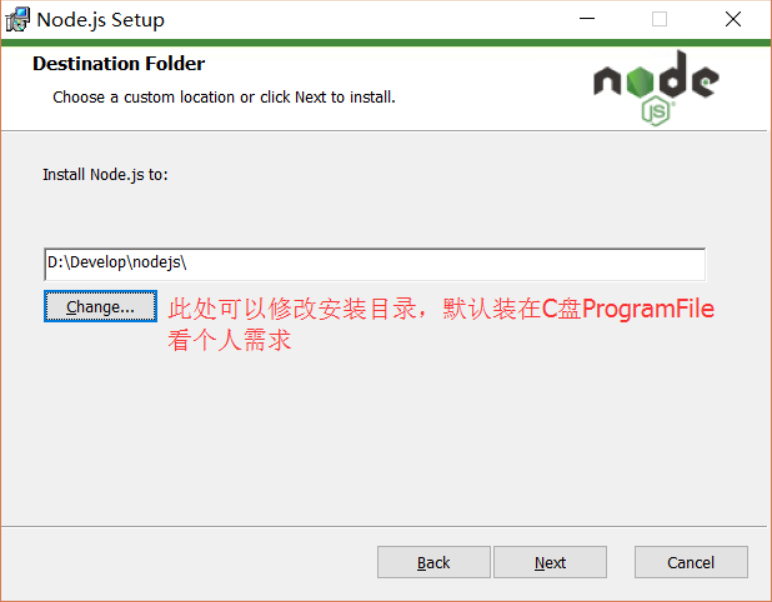 Node.js Setup
Destination Folder
Choose a custom location or click Next to install.
node
JS
Install Node.js to:
D:\Develop\nodejs\
Change...
此处可以修改安装目录，默认装在C盘ProgramFile
看个人需求
Back
Next
Cancel